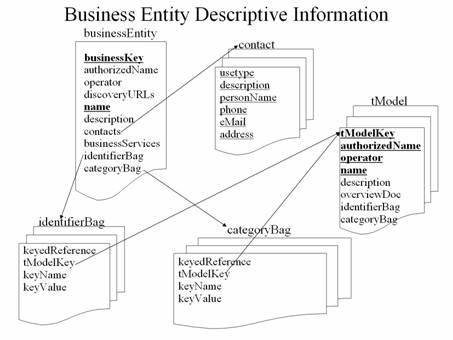 Business Entity Descriptive Information
businessEntity
businessKey
authorizedName
operator
discoveryURLs
name
description
contacts
businessServices
identifierBag
categoryBag
contact
usetype
description
personName
phone
eMail
address
tModel
tModelKey
authorizedName
operator
name
description
overviewDoc
identifierBag
categoryBag
identifierBag
keyedReference
tModelKey
keyName
keyValue
categoryBag
keyedReference
tModelKey
keyName
keyValue